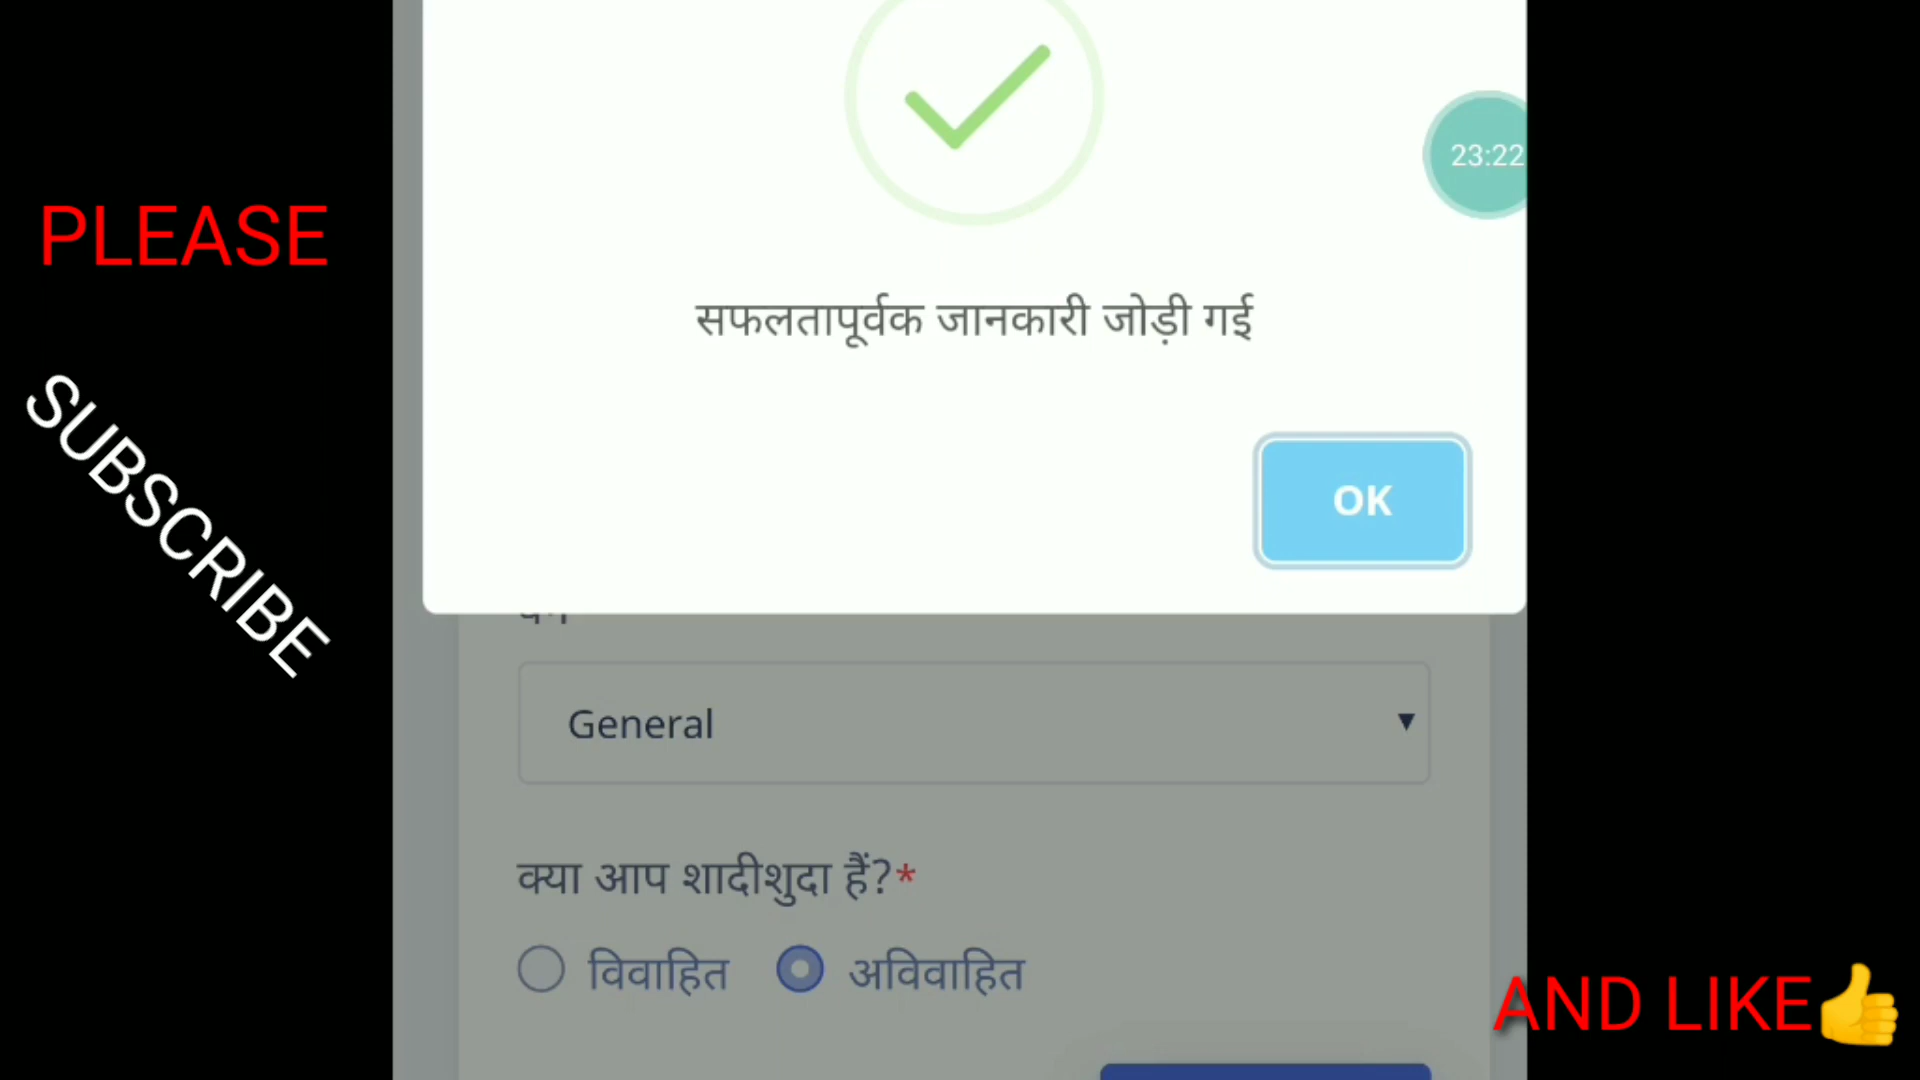 PLEASE
SUBSCRIBE
23:22
सफलतापूर्वक जानकारी जोड़ी गई
OK
General
क्या आप शादीशुदा हैं?*
विवाहित
अविवाहित
AND LIKE👍